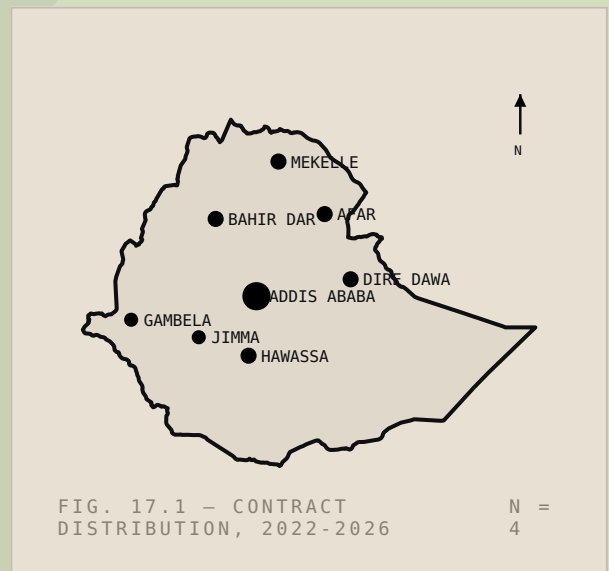 N
MEKELLE
BAHIR DAR
AFAR
DIRE DAWA
ADDIS ABABA
GAMBELA
JIMMA
HAWASSA
FIG. 17.1 — CONTRACT
DISTRIBUTION, 2022-2026
N =
4